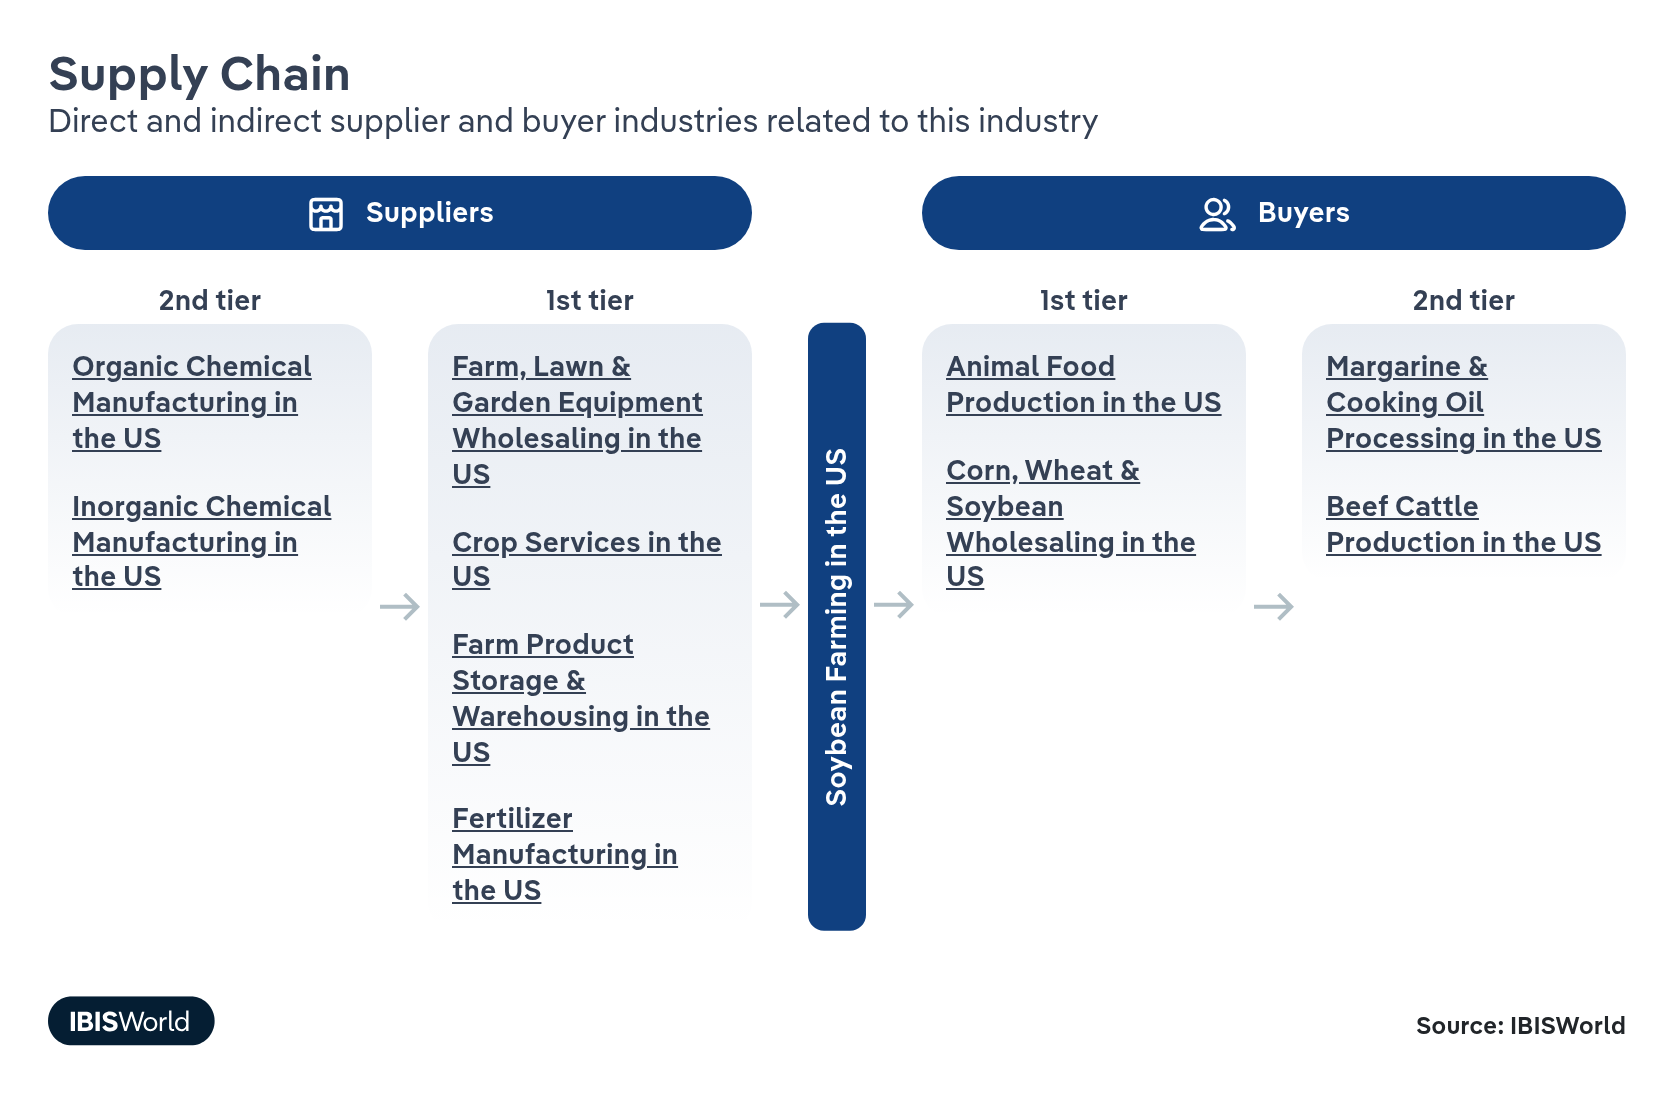 Supply Chain
Direct and indirect supplier and buyer industries related to this industry
Suppliers
Buyers
2nd tier
1st tier
1st tier
2nd tier
Organic Chemical
Manufacturing in
the US
Inorganic Chemical
Manufacturing in
the US
Farm, Lawn &
Garden Equipment
Wholesaling in the
US
Crop Services in the
US
Farm Product
Storage &
Warehousing in the
US
Fertilizer
Manufacturing in
the US
Soybean Farming in the US
Animal Food
Production in the US
Corn, Wheat &
Soybean
Wholesaling in the
US
Margarine &
Cooking Oil
Processing in the US
Beef Cattle
Production in the US
IBISWorld
Source: IBISWorld